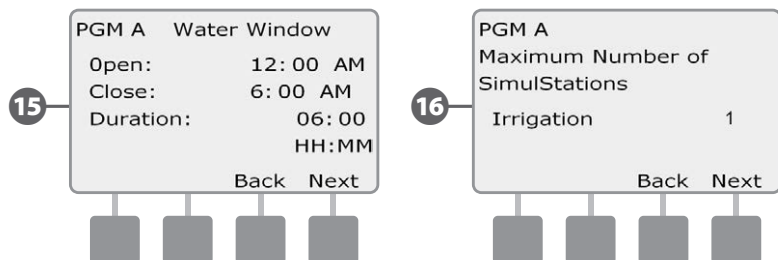 15
PGM A Water Window
Open: 12:00 AM
Close: 6:00 AM
Duration: 06:00
HH:MM
Back Next
16
PGM A
Maximum Number of
SimulStations
Irrigation 1
Back Next